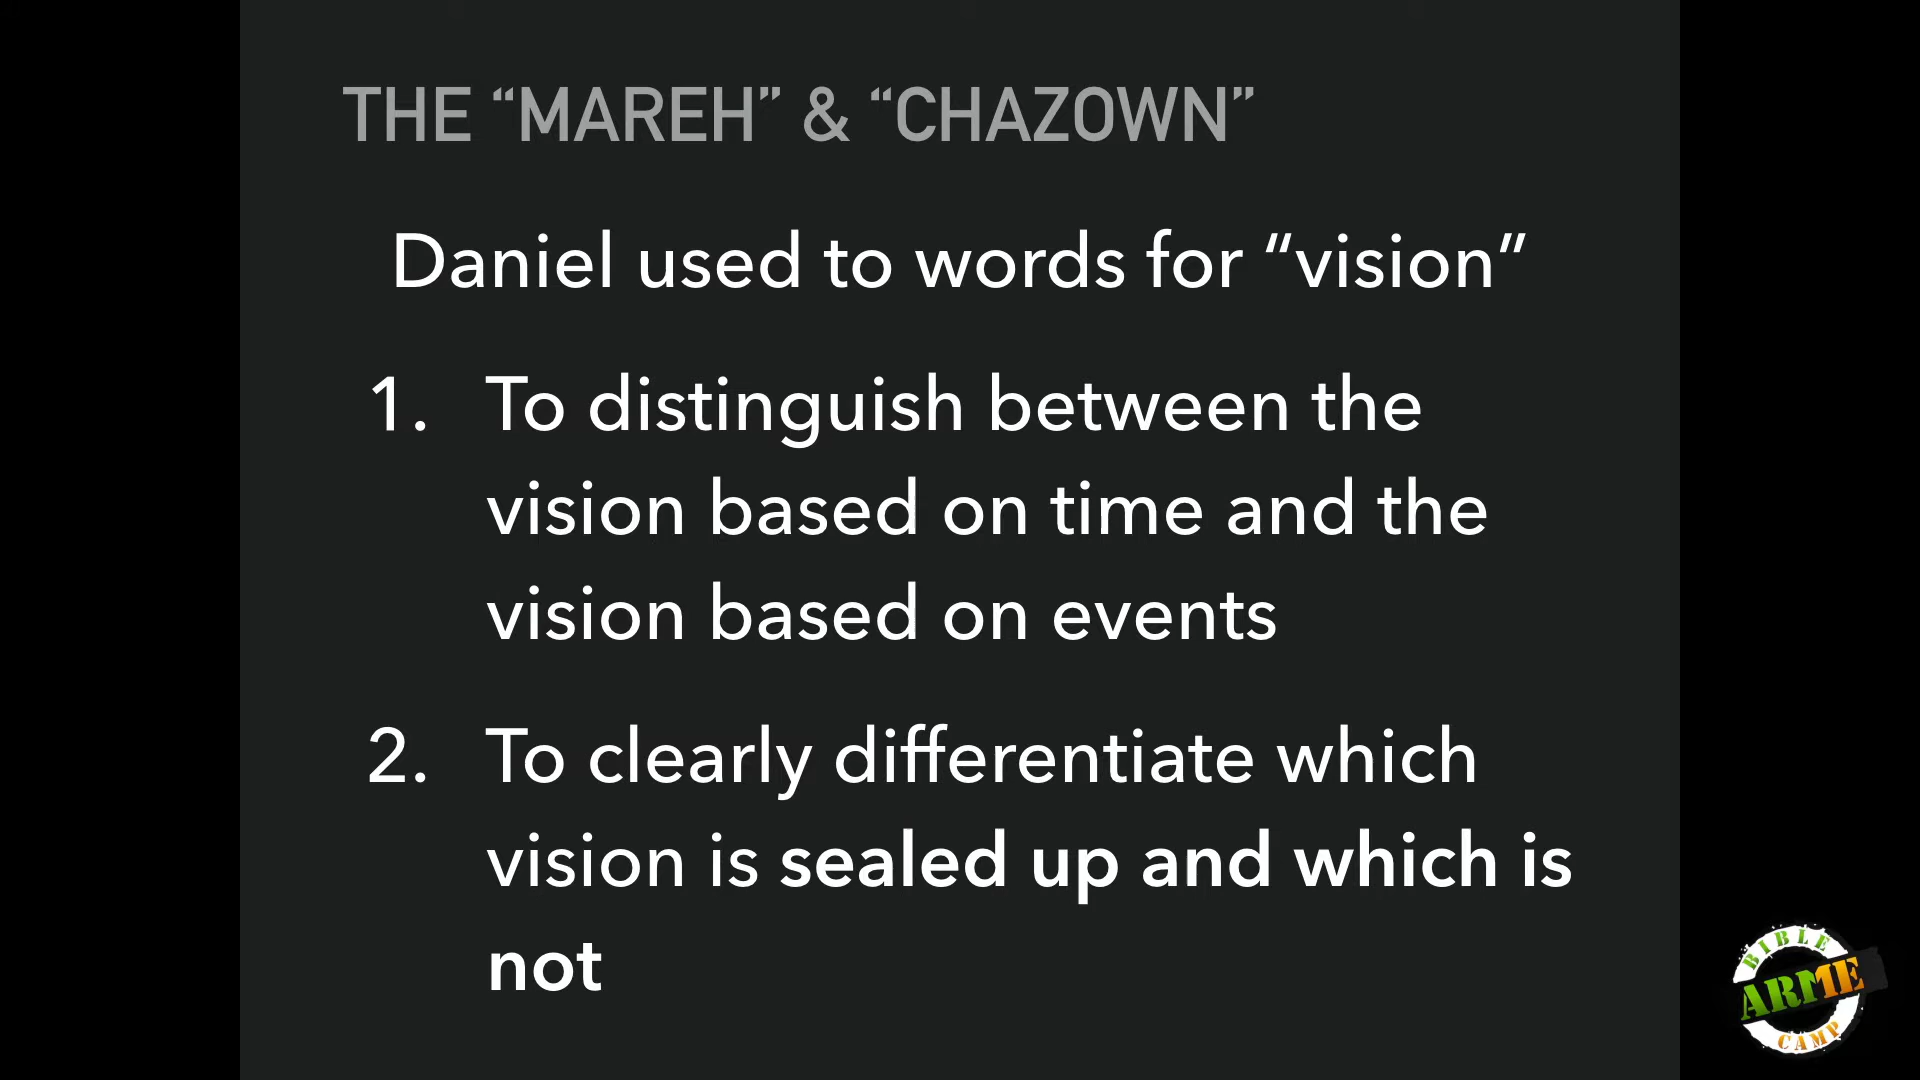 THE “MAREH” & “CHAZOWN”
Daniel used to words for “vision”
1. To distinguish between the
vision based on time and the
vision based on events
2. To clearly differentiate which
vision is sealed up and which is
not
BIBLE
ARME
CAMP